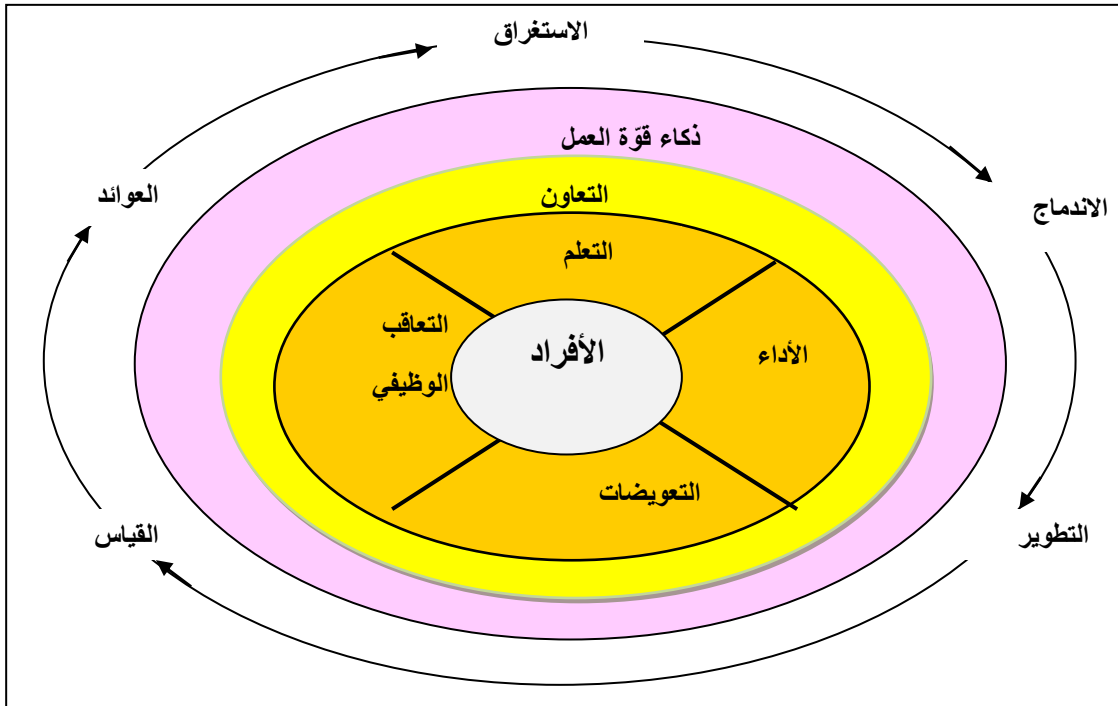 الاستغراق
ذكاء قوّة العمل
العوائد
التعاون
الاندماج
التعلم
التعاقب
الوظيفي
الأفراد
الأداء
التعويضات
القياس
التطوير